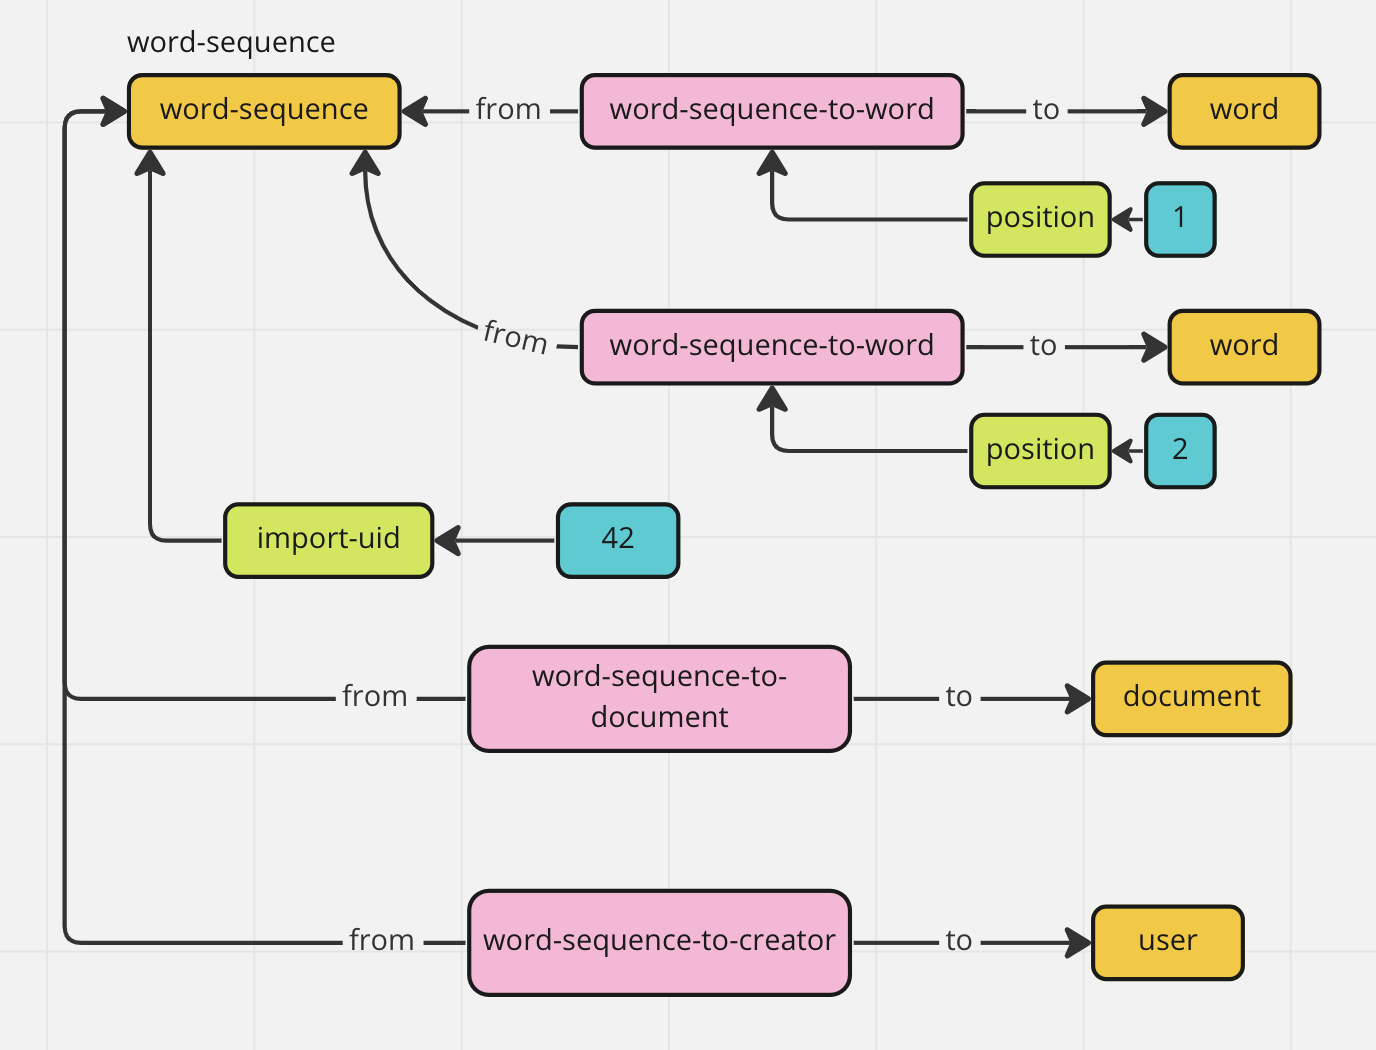 word-sequence
word-sequence
from
word-sequence-to-word
to
word
position
1
from
word-sequence-to-word
to
word
position
2
import-uid
42
from
word-sequence-to-
document
to
document
from
word-sequence-to-creator
to
user